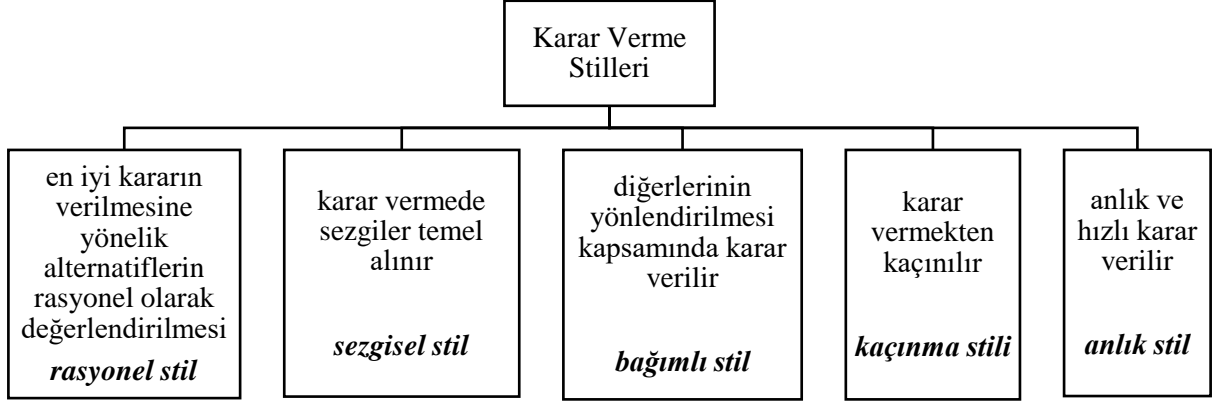 Karar Verme
Stilleri
en iyi kararın
verilmesine
yönelik
alternatiflerin
rasyonel olarak
değerlendirilmesi
rasyonel stil
karar vermede
sezgiler temel
alınır
sezgisel stil
diğerlerinin
yönlendirilmesi
kapsamında karar
verilir
bağımlı stil
karar
vermekten
kaçınılır
kaçınma stili
anlık ve
hızlı karar
verilir
anlık stil